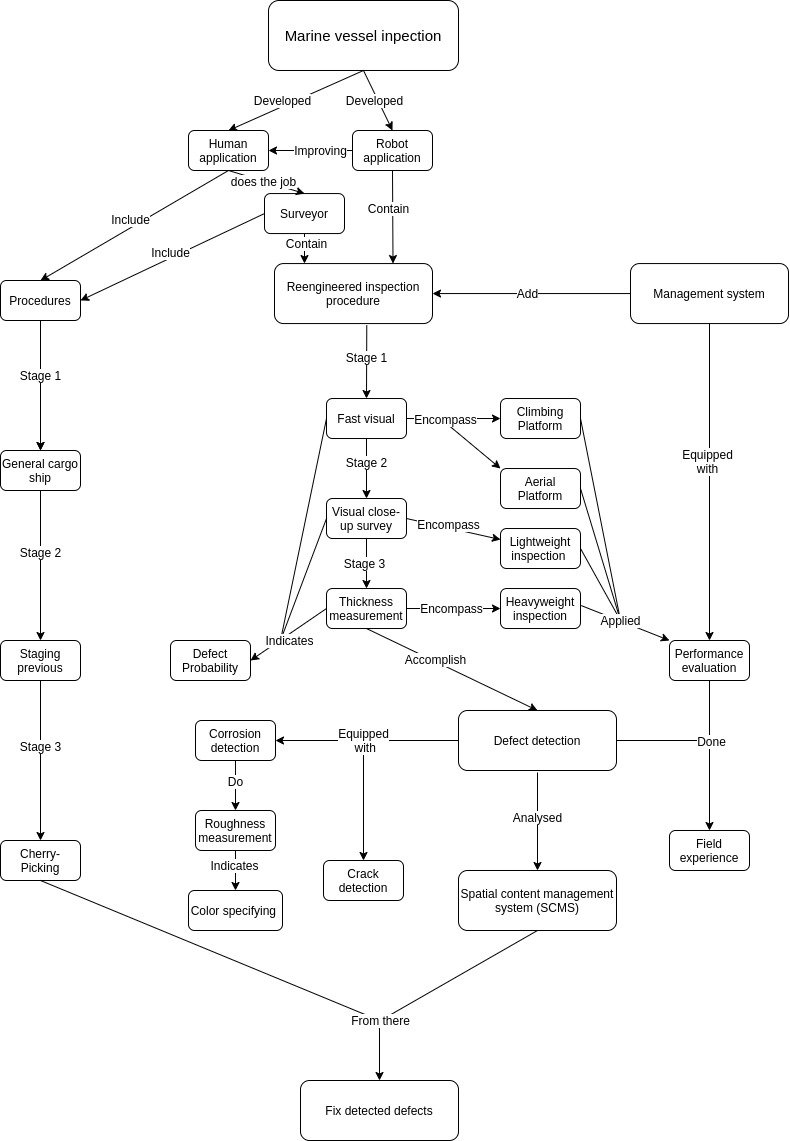 Marine vessel inpection
Developed
Developed
Human
application
Improving
Robot
application
does the job
Include
Surveyor
Contain
Include
Contain
Procedures
Reengineered inspection
procedure
Add
Management system
Stage 1
Stage 1
Fast visual
Encompass
Climbing
Platform
General cargo
ship
Stage 2
Equipped
with
Aerial
Platform
Visual close-
up survey
Encompass
Lightweight
inspection
Stage 2
Stage 3
Thickness
measurement
Encompass
Heavyweight
inspection
Applied
Indicates
Staging
previous
Defect
Probability
Accomplish
Performance
evaluation
Stage 3
Corrosion
detection
Equipped
with
Defect detection
Done
Do
Roughness
measurement
Analysed
Cherry-
Picking
Indicates
Crack
detection
Field
experience
Color specifying
Spatial content management
system (SCMS)
From there
Fix detected defects